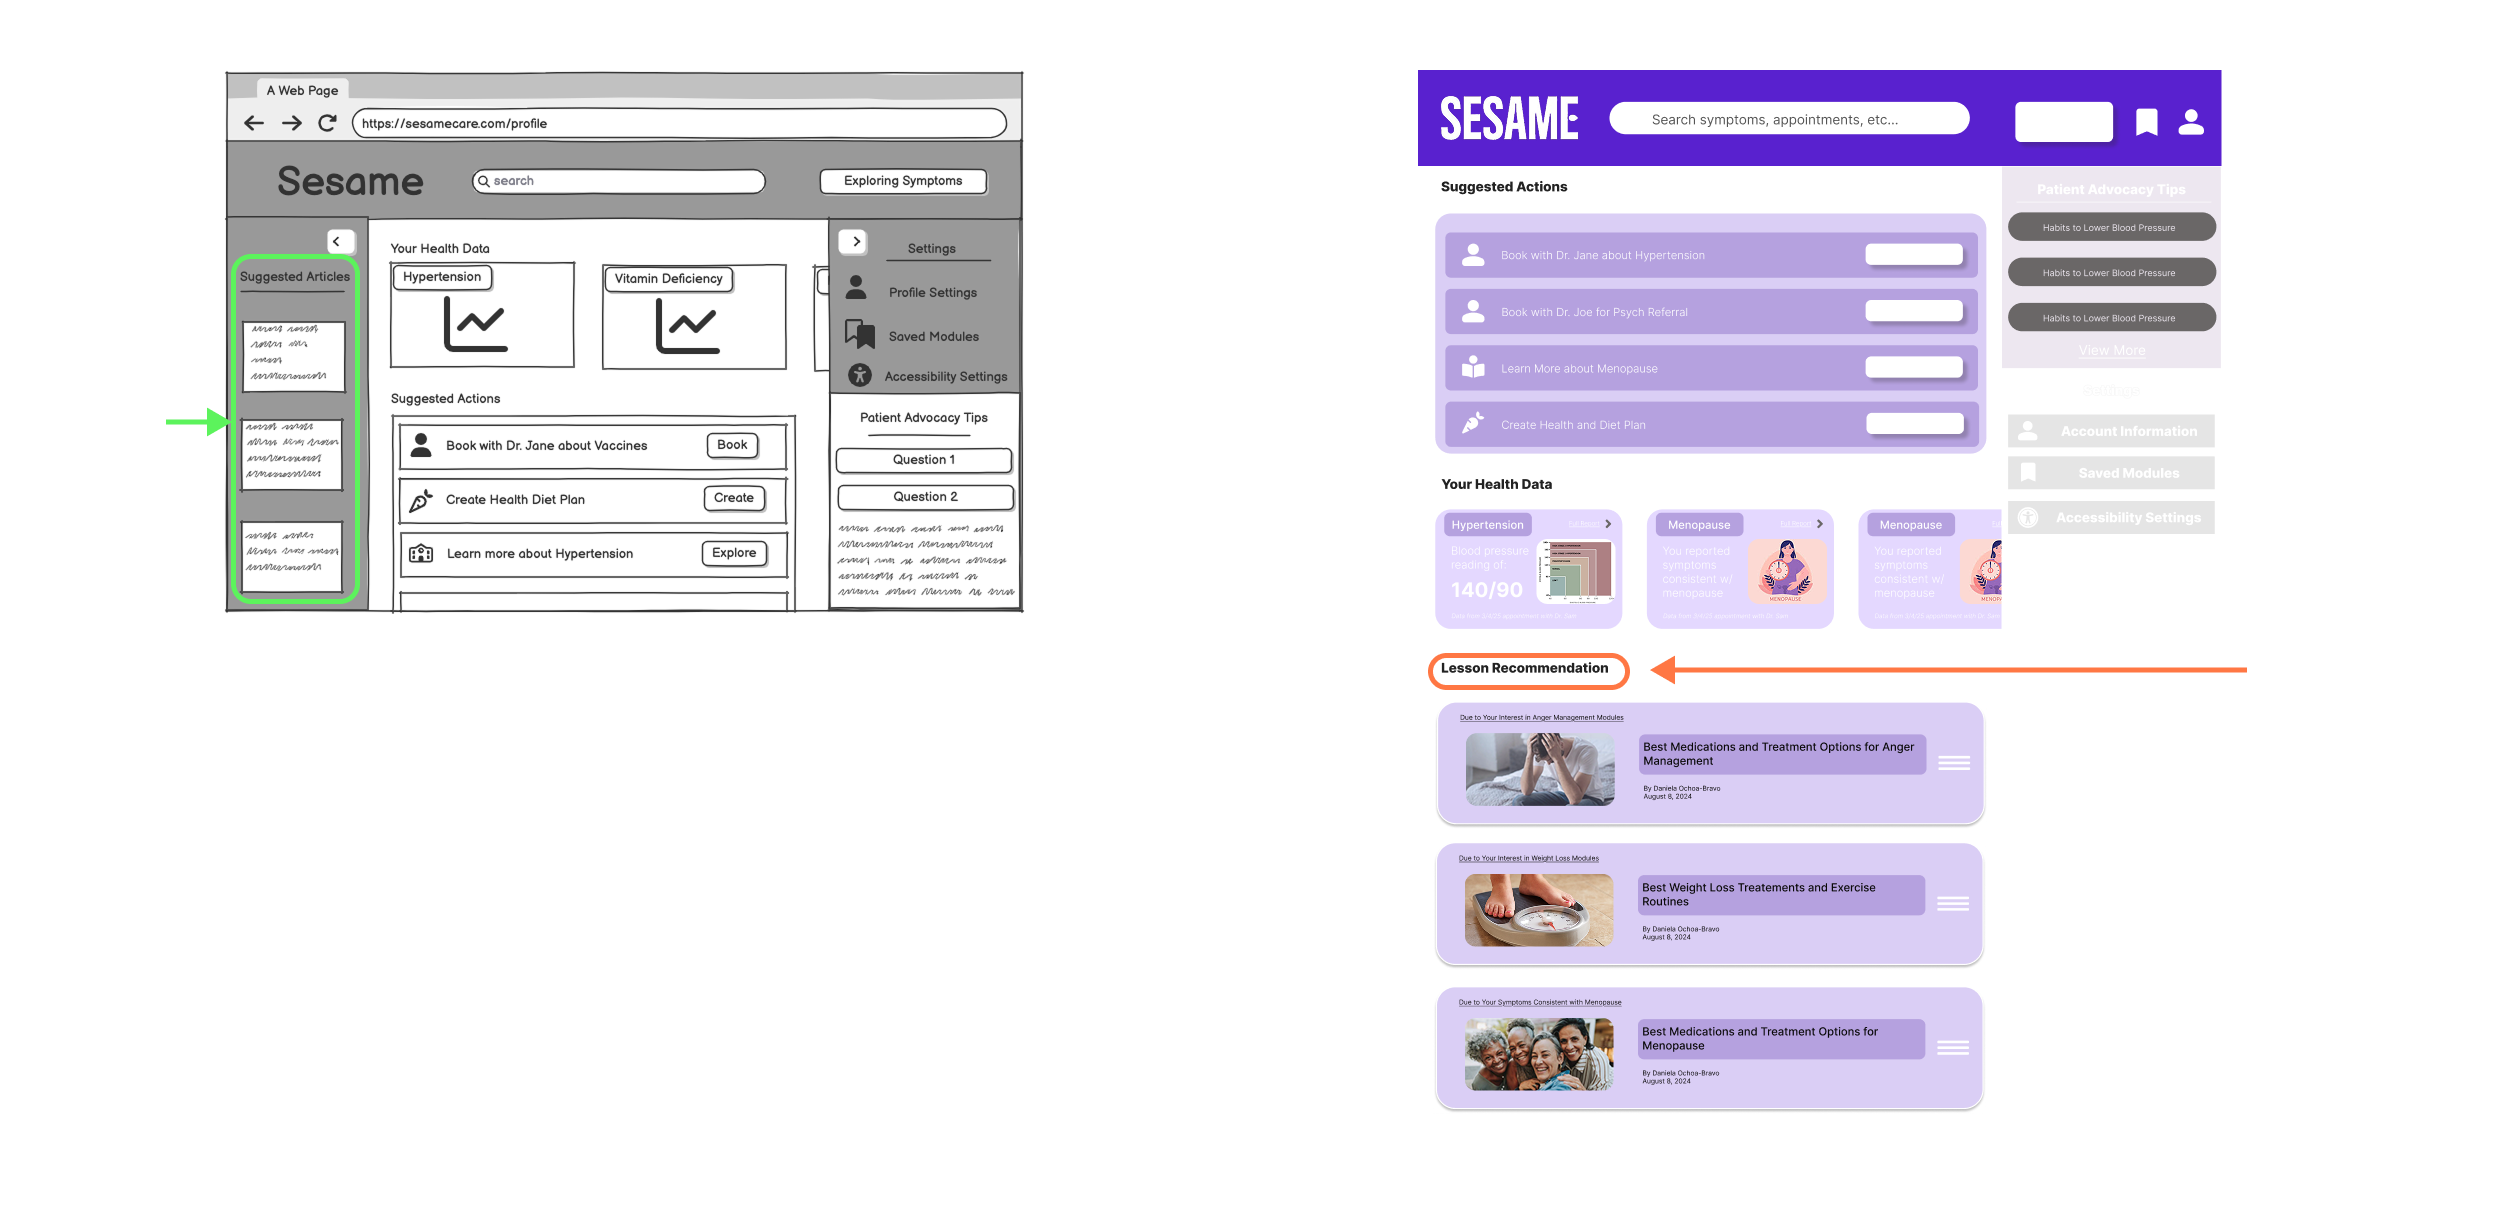 A Web Page
https://sesamecare.com/profile
Sesame
search
Exploring Symptoms
Suggested Articles
Your Health Data
Hypertension
Vitamin Deficiency
Suggested Actions
Book with Dr. Jane about Vaccines
Book
Create Health Diet Plan
Create
Learn more about Hypertension
Explore
Settings
Profile Settings
Saved Modules
Accessibility Settings
Patient Advocacy Tips
Question 1
Question 2
SESAME
Search symptoms, appointments, etc...
Suggested Actions
Book with Dr. Jane about Hypertension
Book with Dr. Joe for Psych Referral
Learn More about Menopause
Create Health and Diet Plan
Your Health Data
Hypertension
Full Report
Blood pressure
reading of:
140/90
Menopause
Full Report
You reported
symptoms
consistent w/
menopause
MENOPAUSE
Menopause
You reported
symptoms
consistent w/
menopause
Patient Advocacy Tips
Habits to Lower Blood Pressure
Habits to Lower Blood Pressure
Habits to Lower Blood Pressure
View More
Settings
Account Information
Saved Modules
Accessibility Settings
Lesson Recommendation
Due to Your Interest in Anger Management Modules
Best Medications and Treatment Options for Anger
Management
By Daniela Ochoa-Bravo
August 8, 2024
Due to Your Interest in Weight Loss Modules
Best Weight Loss Treatements and Exercise
Routines
By Daniela Ochoa-Bravo
August 8, 2024
Due to Your Symptoms Consistent with Menopause
Best Medications and Treatment Options for
Menopause
By Daniela Ochoa-Bravo
August 8, 2024